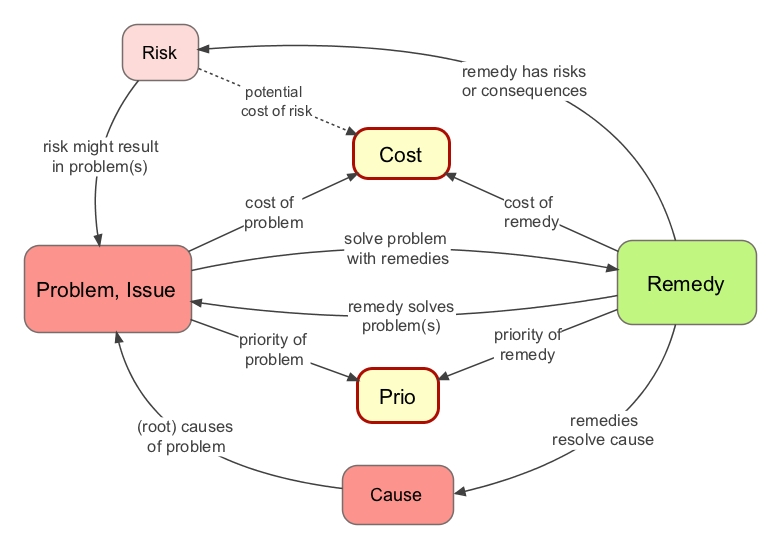 Risk
remedy has risks
or consequences
potential
cost of risk
risk might result
in problem(s)
Cost
cost of
problem
cost of
remedy
solve problem
with remedies
Problem, Issue
Remedy
remedy solves
problem(s)
priority of
problem
priority of
remedy
Prio
(root) causes
of problem
remedies
resolve cause
Cause